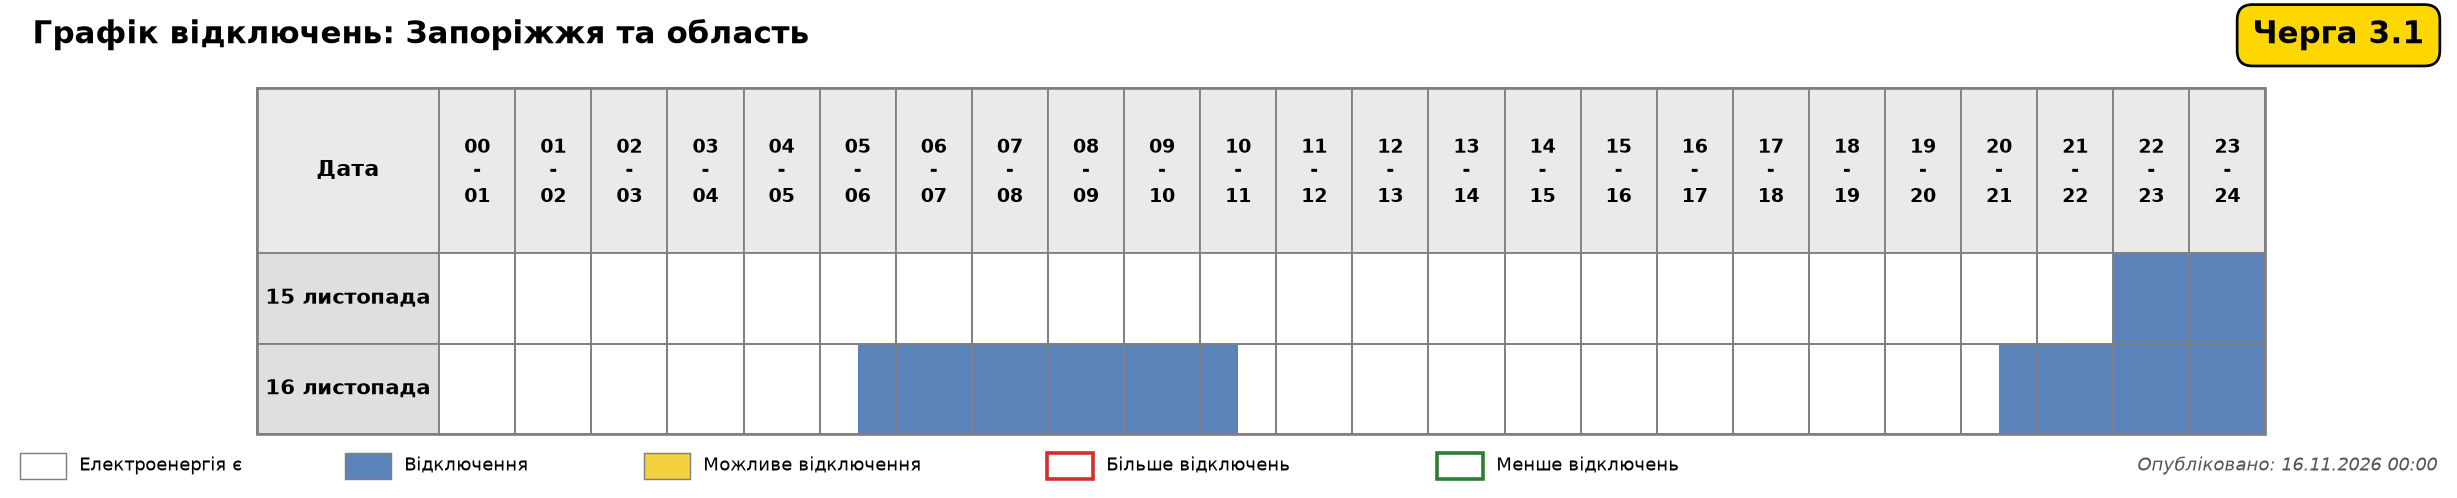 Графік відключень: Запоріжжя та область
Черга 3.1
Дата
00 - 01
01 - 02
02 - 03
03 - 04
04 - 05
05 - 06
06 - 07
07 - 08
08 - 09
09 - 10
10 - 11
11 - 12
12 - 13
13 - 14
14 - 15
15 - 16
16 - 17
17 - 18
18 - 19
19 - 20
20 - 21
21 - 22
22 - 23
23 - 24
15 листопада
16 листопада
Електроенергія є
Відключення
Можливе відключення
Більше відключень
Менше відключень
Опубліковано: 16.11.2026 00:00